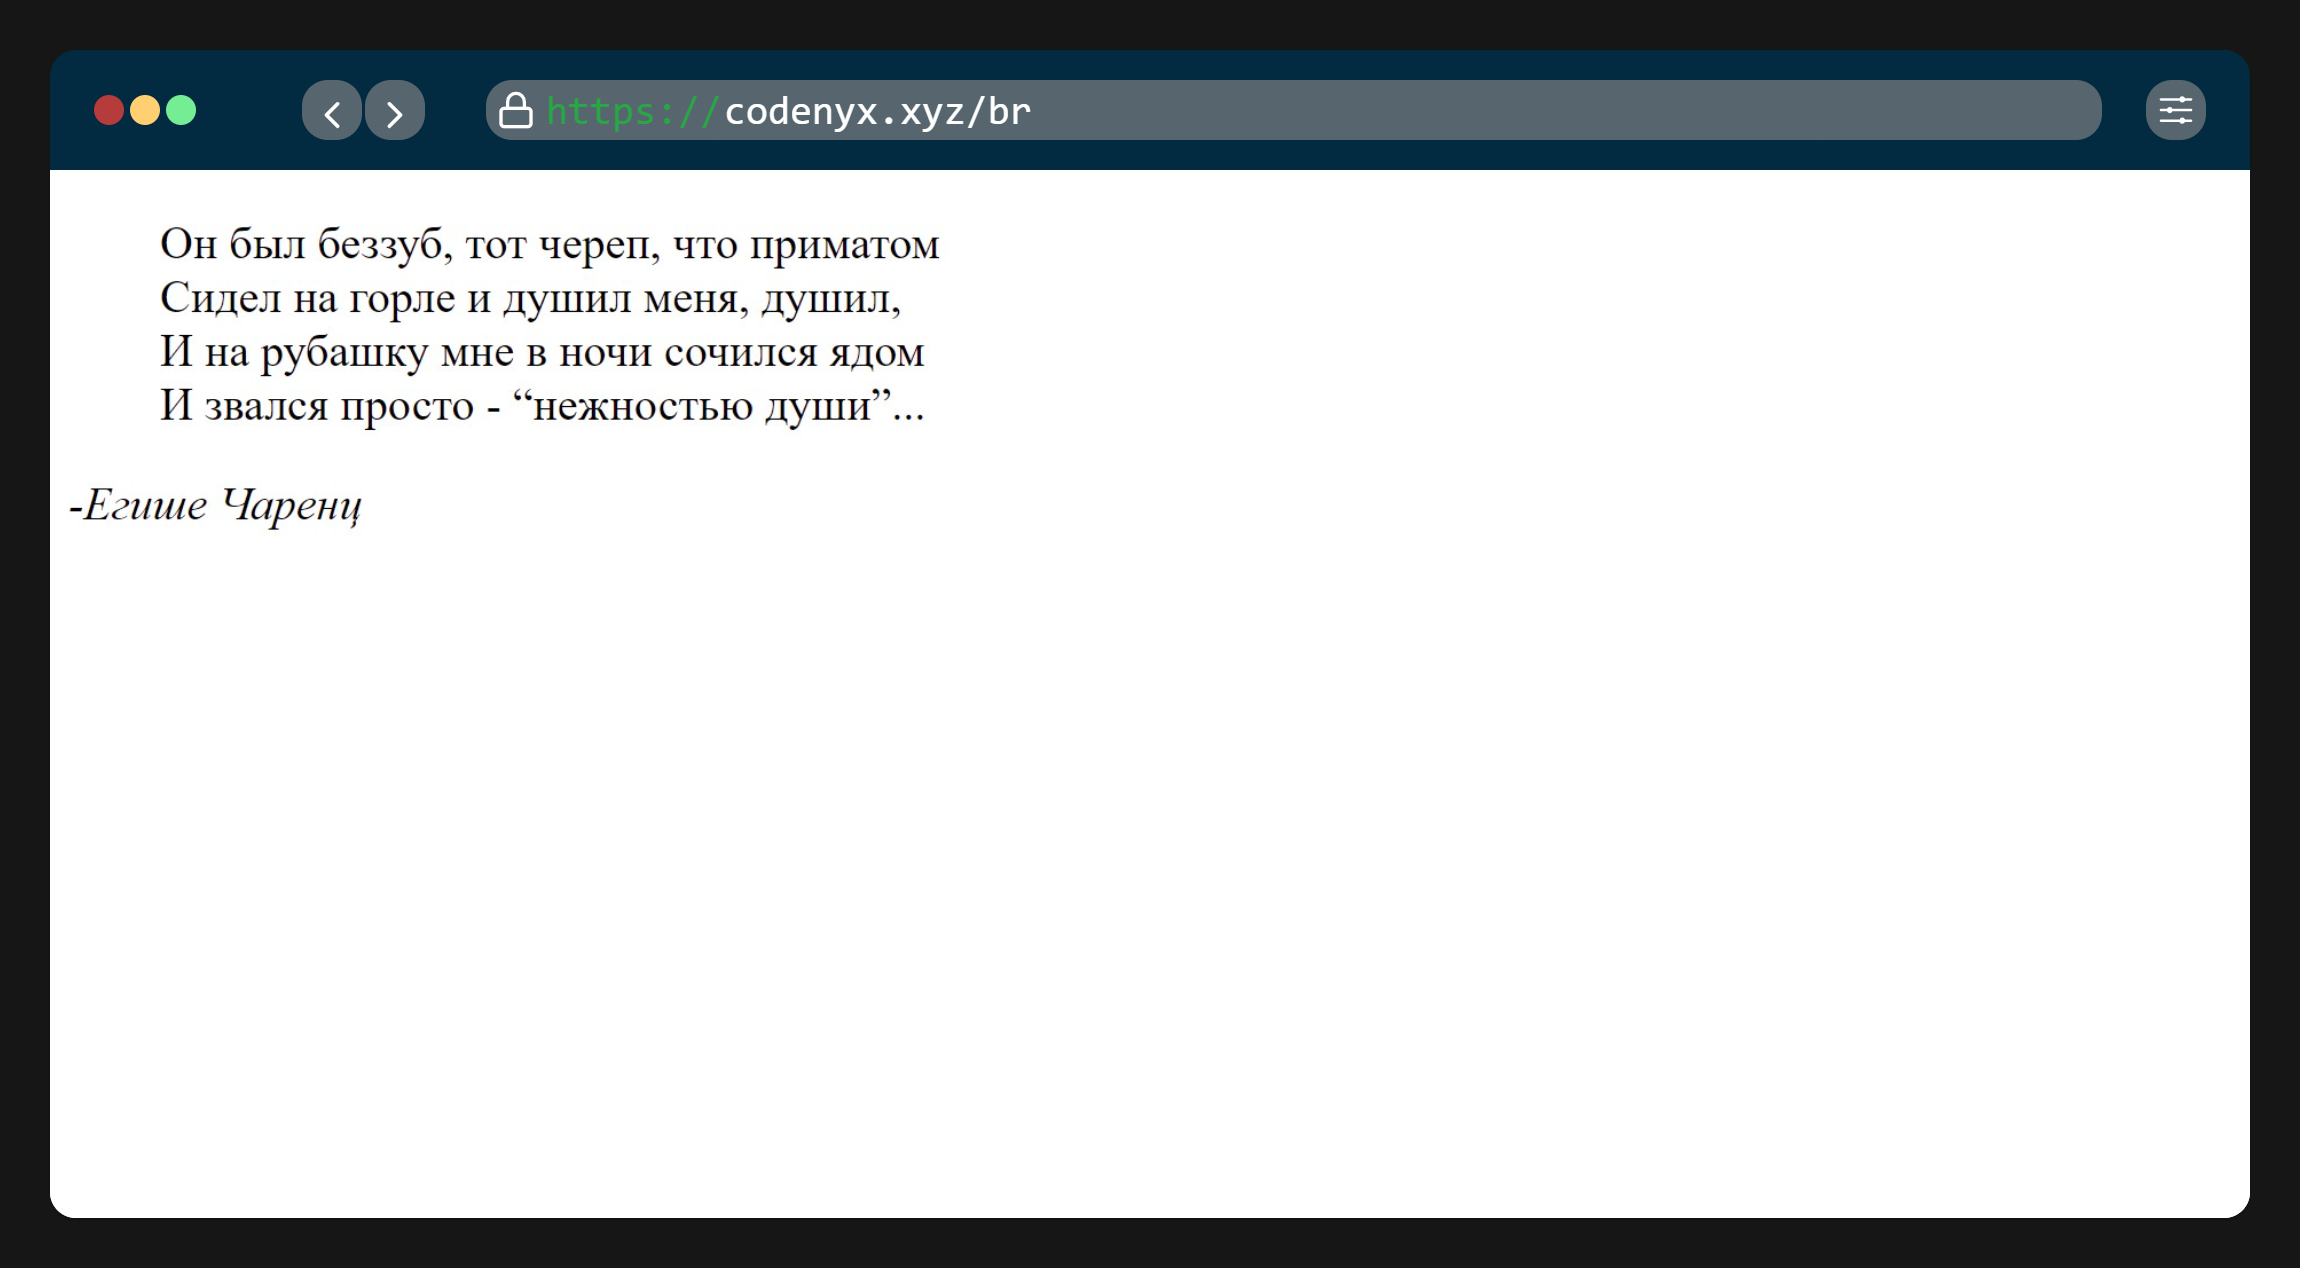 https://codenyx.xyz/br
Он был беззуб, тот череп, что приматом
Сидел на горле и душил меня, душил,
И на рубашку мне в ночи сочился ядом
И звался просто - “нежностью души”...
-Егише Чаренц